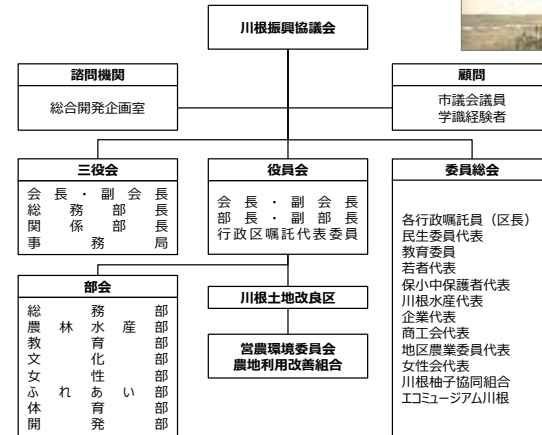 川根振興協議会
諮問機関
総合開発企画室
顧問
市議会議員
学識経験者
三役会
会長・副会長
総務部長
関係部長
事務局
役員会
会長・副会長
部長・副部長
行政区嘱託代表委員
委員総会
各行政嘱託員（区長）
民生委員代表
教育委員
若者代表
保小中保護者代表
川根水産代表
企業代表
商工会代表
地区農業委員代表
女性会代表
川根柚子協同組合
エコミュージアム川根
部会
総務部
農林水産部
教育部
文化部
女性部
ふれあい部
体育部
開発部
川根土地改良区
営農環境委員会
農地利用改善組合